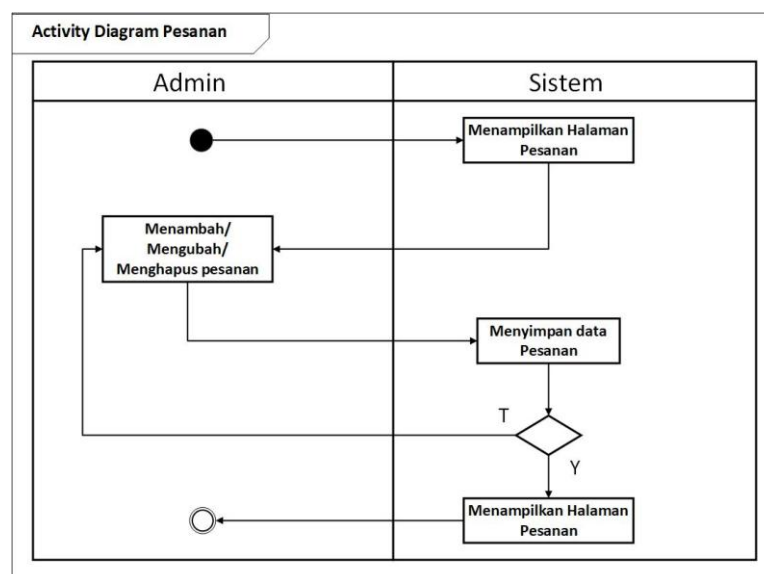 Activity Diagram Pesanan
Admin
Sistem
Menampilkan Halaman
Pesanan
Menambah/
Mengubah/
Menghapus pesanan
Menyimpan data
Pesanan
T
Y
Menampilkan Halaman
Pesanan